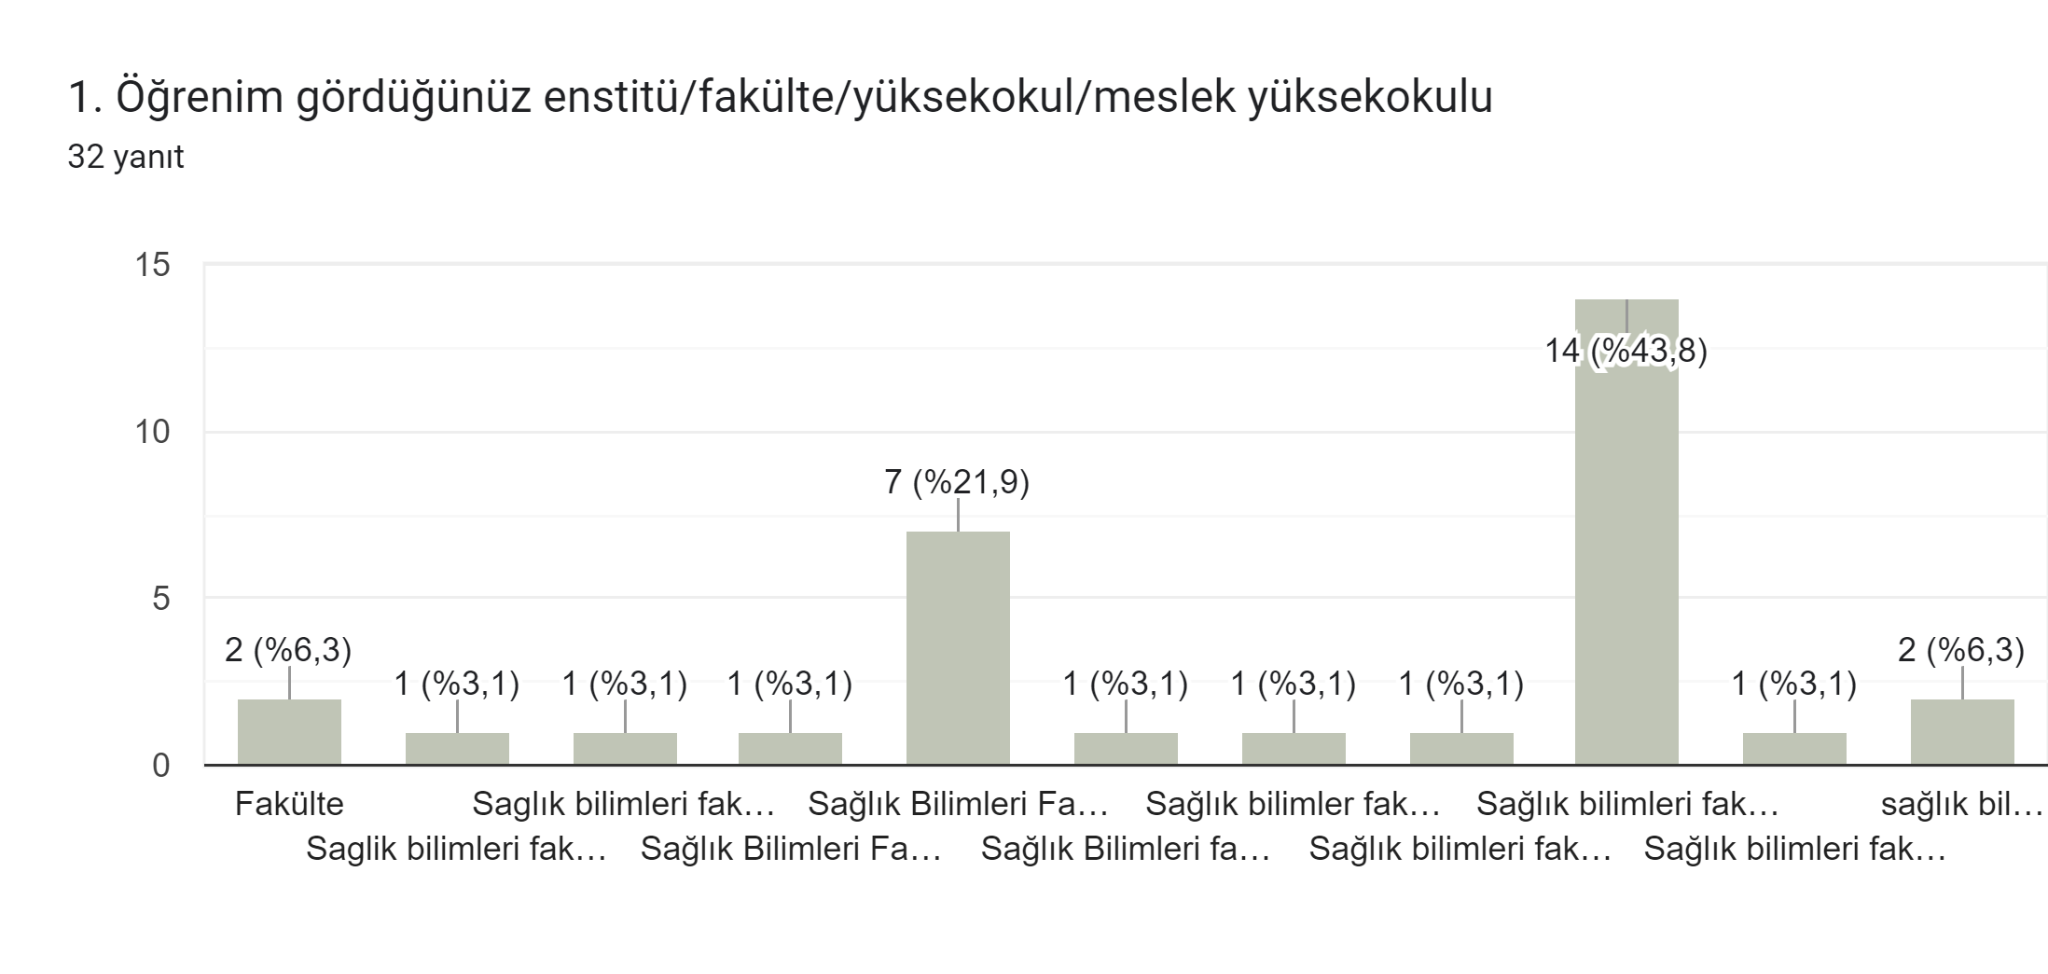 1. Öğrenim gördüğünüz enstitü/fakülte/yüksekokul/meslek yüksekokulu
32 yanıt
15
10
5
0
2 (%6,3)
1 (%3,1)
1 (%3,1)
1 (%3,1)
7 (%21,9)
1 (%3,1)
1 (%3,1)
1 (%3,1)
14 (%43,8)
1 (%3,1)
2 (%6,3)
Fakülte
Saglik bilimleri fak…
Saglık bilimleri fak…
Sağlık Bilimleri Fa…
Sağlık Bilimleri Fa…
Sağlık Bilimleri fa…
Sağlık bilimler fak…
Sağlık bilimleri fak…
Sağlık bilimleri fak…
Sağlık bilimleri fak…
sağlık bil…